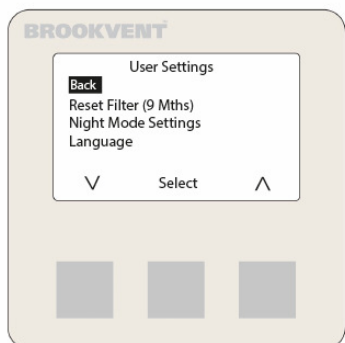 BROOKVENT
User Settings
Back
Reset Filter (9 Mths)
Night Mode Settings
Language
Select